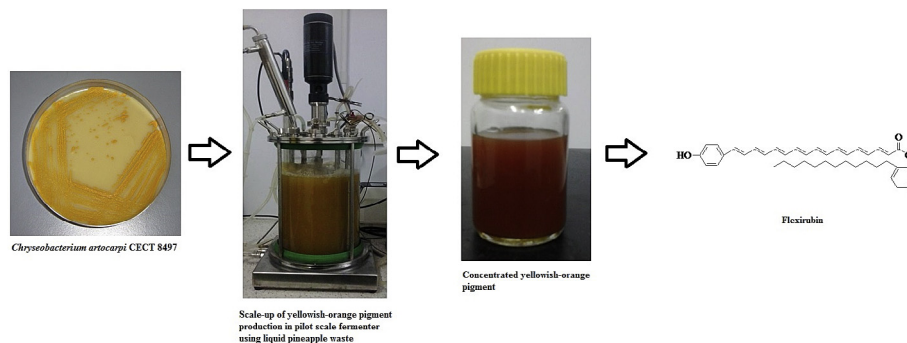 HO
O
O
Chryseobacterium artocarpi CECT 8497
Flexirubin
Concentrated yellowish-orange
pigment
Scale-up of yellowish-orange pigment
production in pilot scale fermenter
using liquid pineapple waste